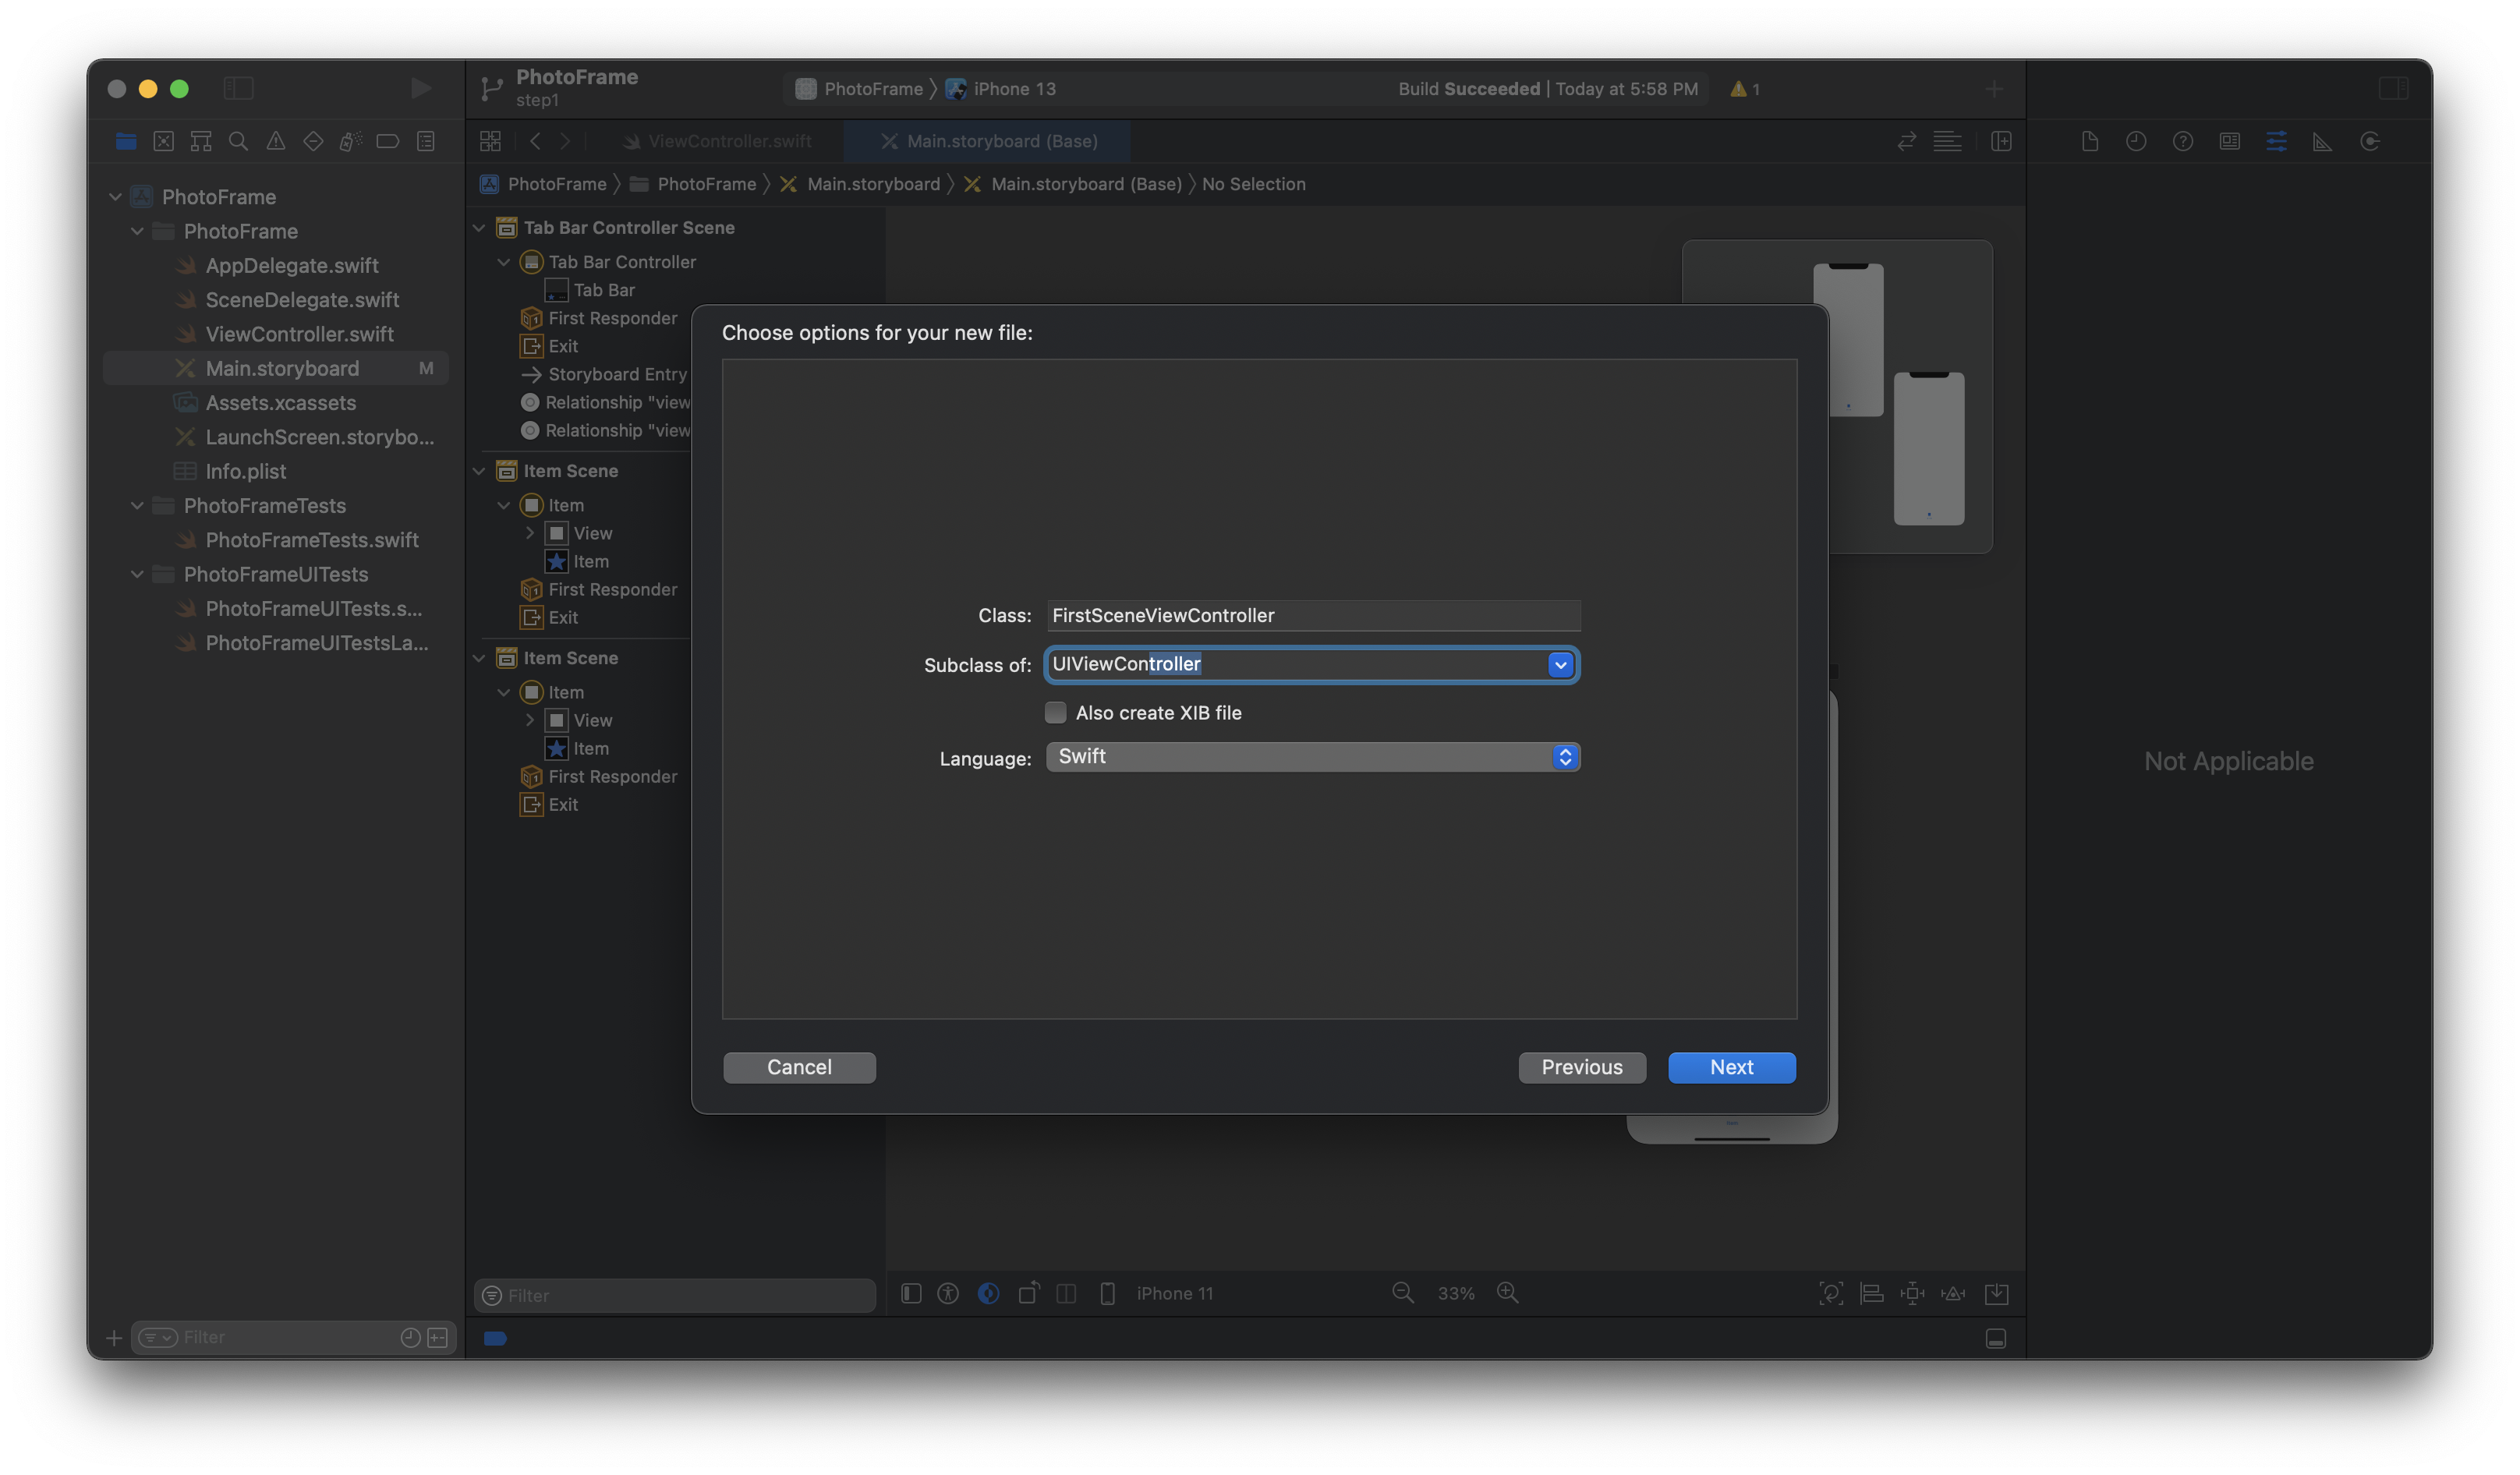 PhotoFrame
step1
PhotoFrame
iPhone 13
Build Succeeded | Today at 5:58 PM
1
ViewController.swift
Main.storyboard (Base)
PhotoFrame
PhotoFrame
Main.storyboard
Main.storyboard (Base)
No Selection
PhotoFrame
PhotoFrame
AppDelegate.swift
SceneDelegate.swift
ViewController.swift
Main.storyboard M
Assets.xcassets
LaunchScreen.storybo...
Info.plist
PhotoFrameTests
PhotoFrameTests.swift
PhotoFrameUITests
PhotoFrameUITests.s...
PhotoFrameUITestsLa...
Filter
Tab Bar Controller Scene
Tab Bar Controller
Tab Bar
First Responder
Exit
Storyboard Entry
Relationship "view
Relationship "view
Item Scene
Item
View
Item
First Responder
Exit
Item Scene
Item
View
Item
First Responder
Exit
Filter
Choose options for your new file:
Class: FirstSceneViewController
Subclass of: UIViewController
Also create XIB file
Language: Swift
Cancel
Previous
Next
iPhone 11
33%
Not Applicable